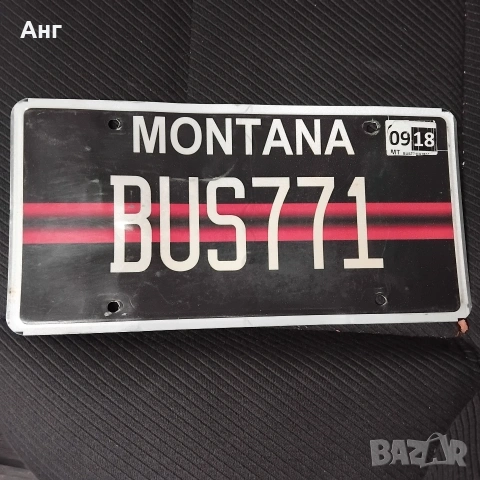 Анг
MONTANA
09 18
MT
BUS771
BAZAR